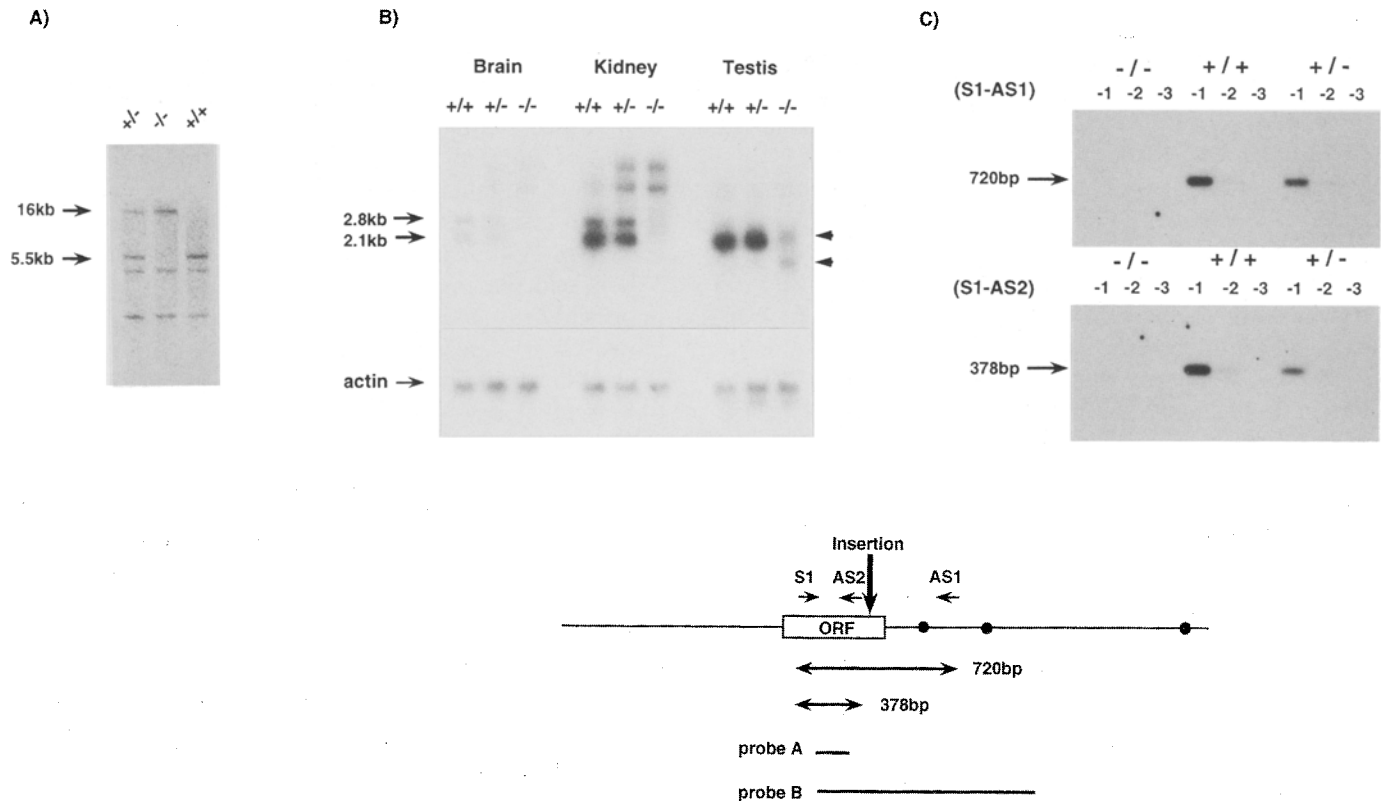 A)
+/- -/- +/+
16kb
5.5kb
B)
Brain Kidney Testis
+/+ +/- -/- +/+ +/- -/- +/+ +/- -/-
2.8kb
2.1kb
actin
C)
-/- +/+ +/-
(S1-AS1) -1 -2 -3 -1 -2 -3 -1 -2 -3
720bp
-/- +/+ +/-
(S1-AS2) -1 -2 -3 -1 -2 -3 -1 -2 -3
378bp
Insertion
S1 AS2 AS1
ORF
720bp
378bp
probe A
probe B